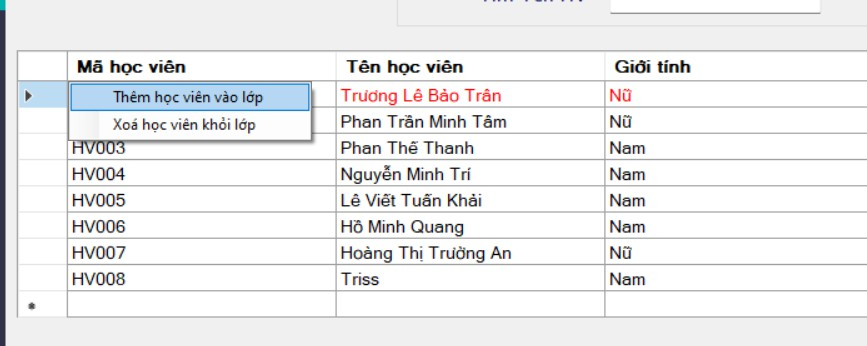 Mã học viên Tên học viên Giới tính
Thêm học viên vào lớp Trương Lê Bảo Trân Nữ
Xoá học viên khỏi lớp Phan Trần Minh Tâm Nữ
HV003 Phan Thế Thanh Nam
HV004 Nguyễn Minh Trí Nam
HV005 Lê Viết Tuấn Khải Nam
HV006 Hồ Minh Quang Nam
HV007 Hoàng Thị Trường An Nữ
HV008 Triss Nam